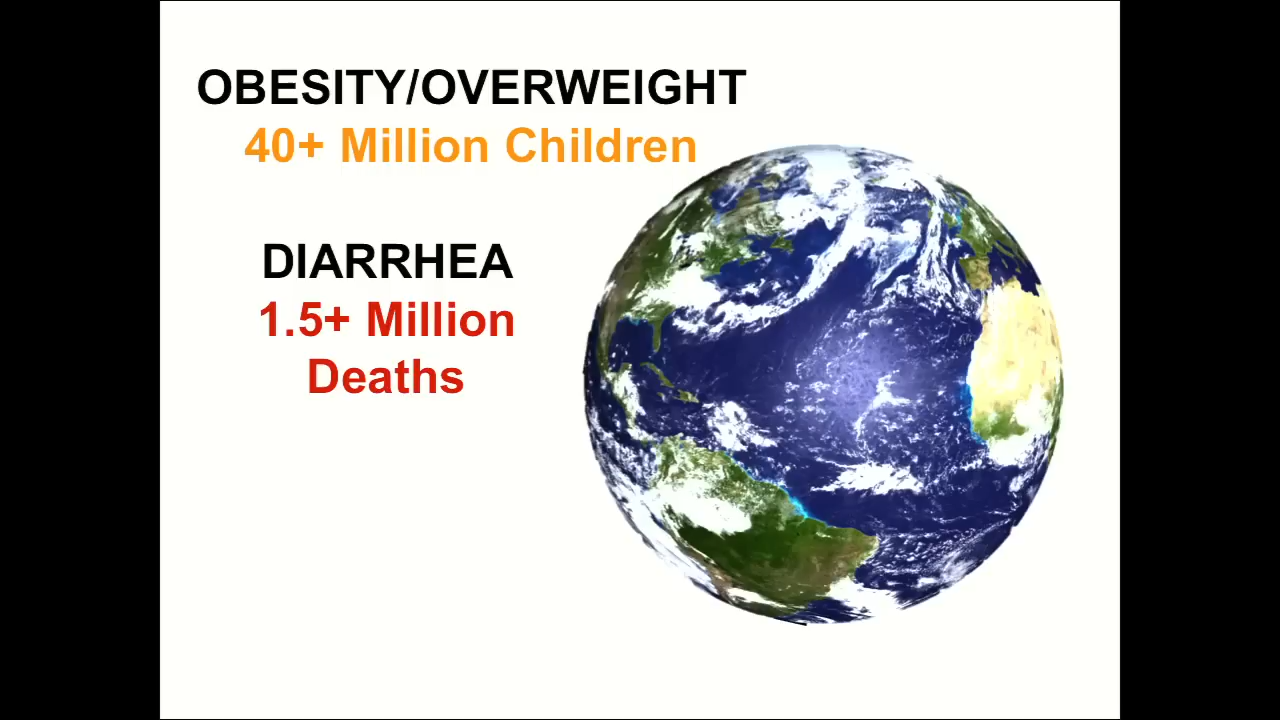 OBESITY/OVERWEIGHT
40+ Million Children
DIARRHEA
1.5+ Million
Deaths